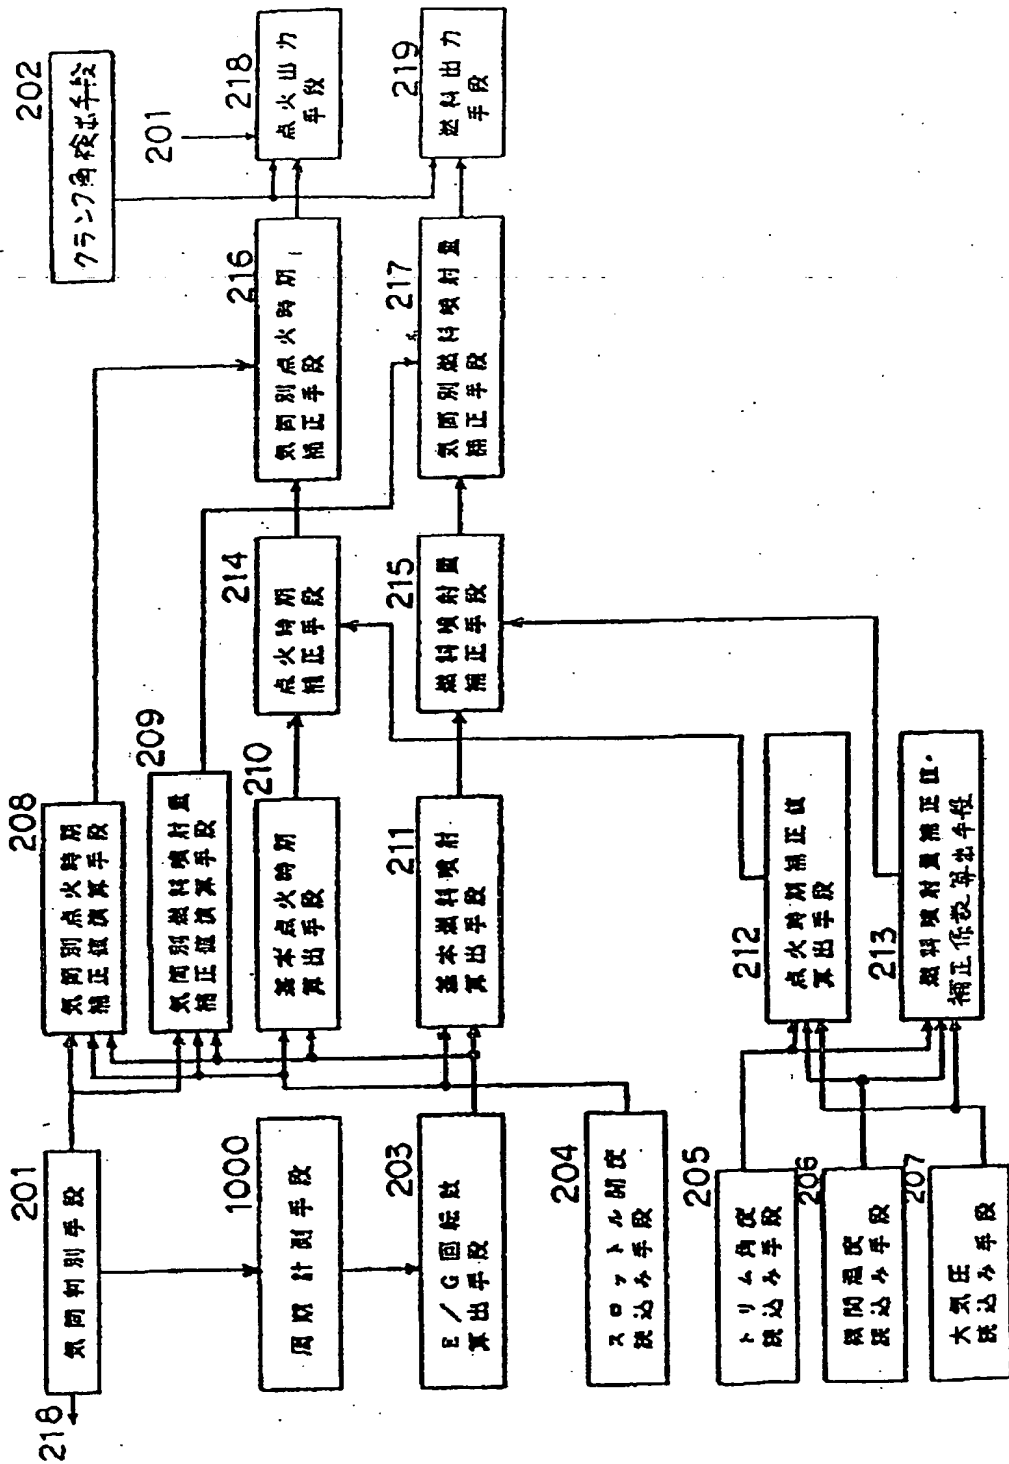 202
クランク角検出手段
201
218
点火出力
手段
219
燃料出力
手段
216
気筒別点火時期
補正手段
217
気筒別燃料噴射量
補正手段
214
点火時期
補正手段
215
燃料噴射量
補正手段
208
気筒別点火時期
補正値演算手段
209
気筒別燃料噴射量
補正値演算手段
210
基本点火時期
算出手段
211
基本燃料噴射
算出手段
212
点火時期補正値
算出手段
213
燃料噴射量補正値・
補正係数算出手段
201
気筒判別手段
218
1000
周期計測手段
203
E/G回転数
算出手段
204
スロットル開度
読込み手段
205
トリム角度
読込み手段
206
機関温度
読込み手段
207
大気圧
読込み手段